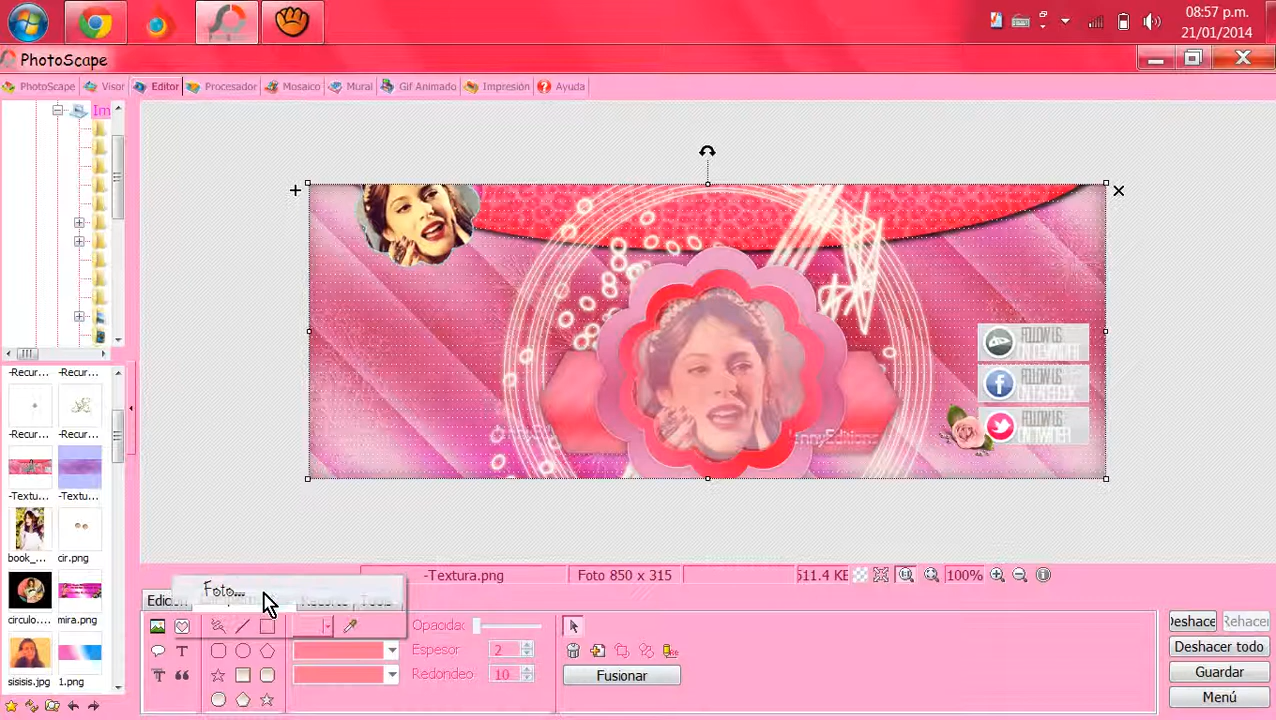 08:57 p.m.
21/01/2014
PhotoScape
PhotoScape
Visor
Editor
Procesador
Mosaico
Mural
Gif Animado
Impresión
Ayuda
Im
FOLLOW US
FOLLOW US
FOLLOW US
-Recur...
-Recur...
-Recur...
-Recur...
-Textu...
-Textu...
book_...
cir.png
circulo....
mira.png
sisisis.jpg
1.png
-Textura.png
Foto 850 x 315
511.4 KB
100%
Foto...
Opacidac
Espesor
2
Redondeo
10
Fusionar
Deshace
Rehacer
Deshacer todo
Guardar
Menú